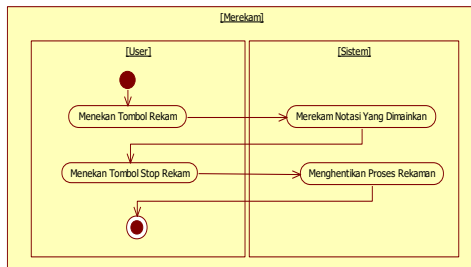 [Merekam]
[User]
[Sistem]
Menekan Tombol Rekam
Merekam Notasi Yang Dimainkan
Menekan Tombol Stop Rekam
Menghentikan Proses Rekaman